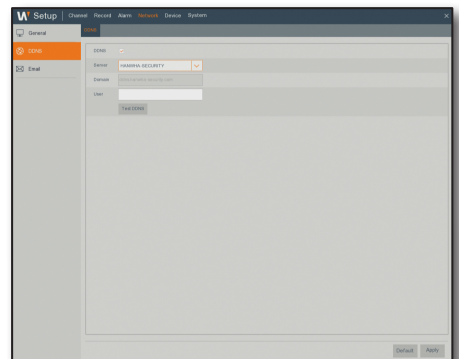 W Setup Channel Record Alarm Network Device System
General
DDNS
DDNS
Email
DDNS
Server HANWHA-SECURITY
Domain
User
Test DDNS
Default Apply